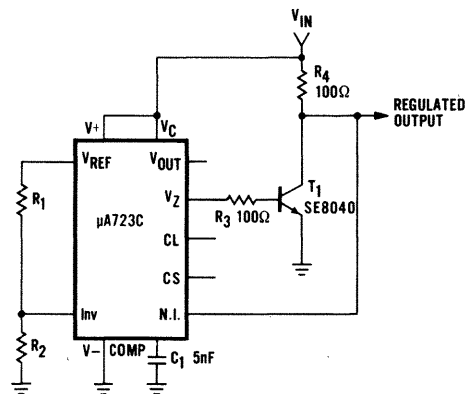 VIN
R4
100Ω
REGULATED
OUTPUT
V+
VC
VREF
VOUT
R1
μA723C
VZ
R3 100Ω
T1
SE8040
CL
CS
Inv
N.I.
R2
V− COMP
C1 5nF